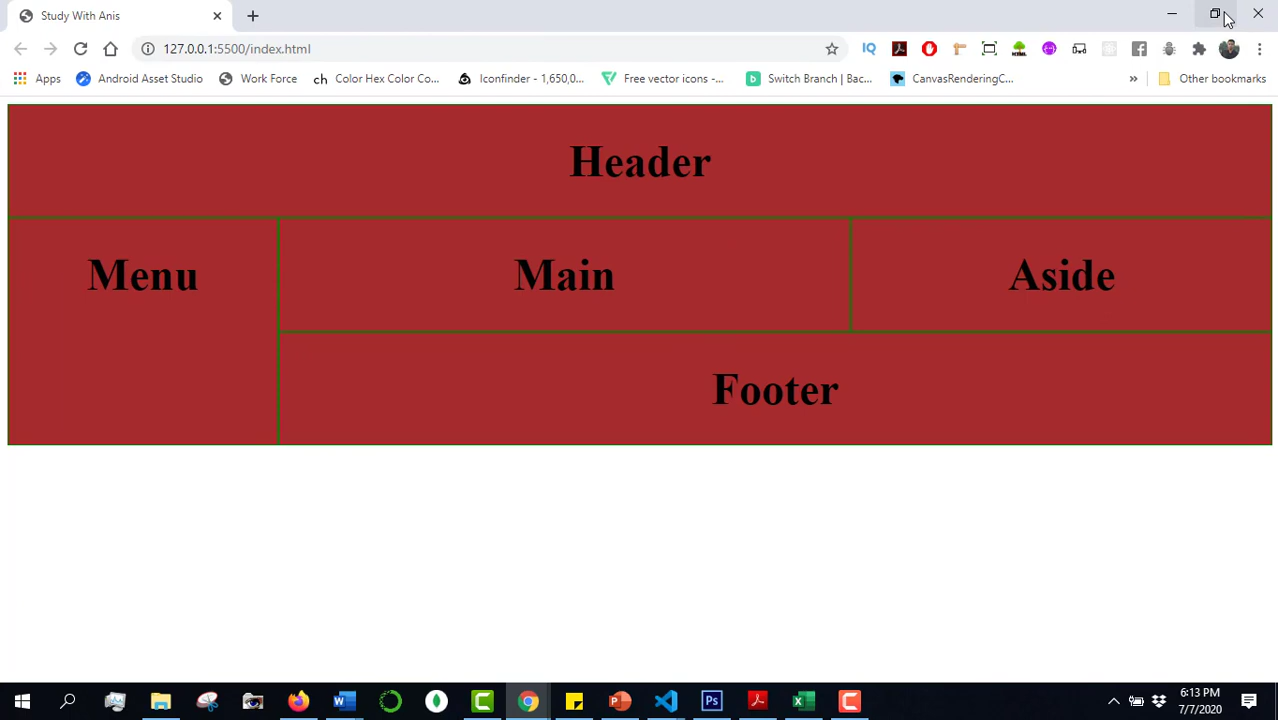 Study With Anis
127.0.0.1:5500/index.html
Apps Android Asset Studio Work Force ch Color Hex Color Co... Iconfinder - 1,650,0... Free vector icons -... Switch Branch | Bac... CanvasRenderingC... » Other bookmarks
Header
Menu Main Aside
Footer
6:13 PM
7/7/2020